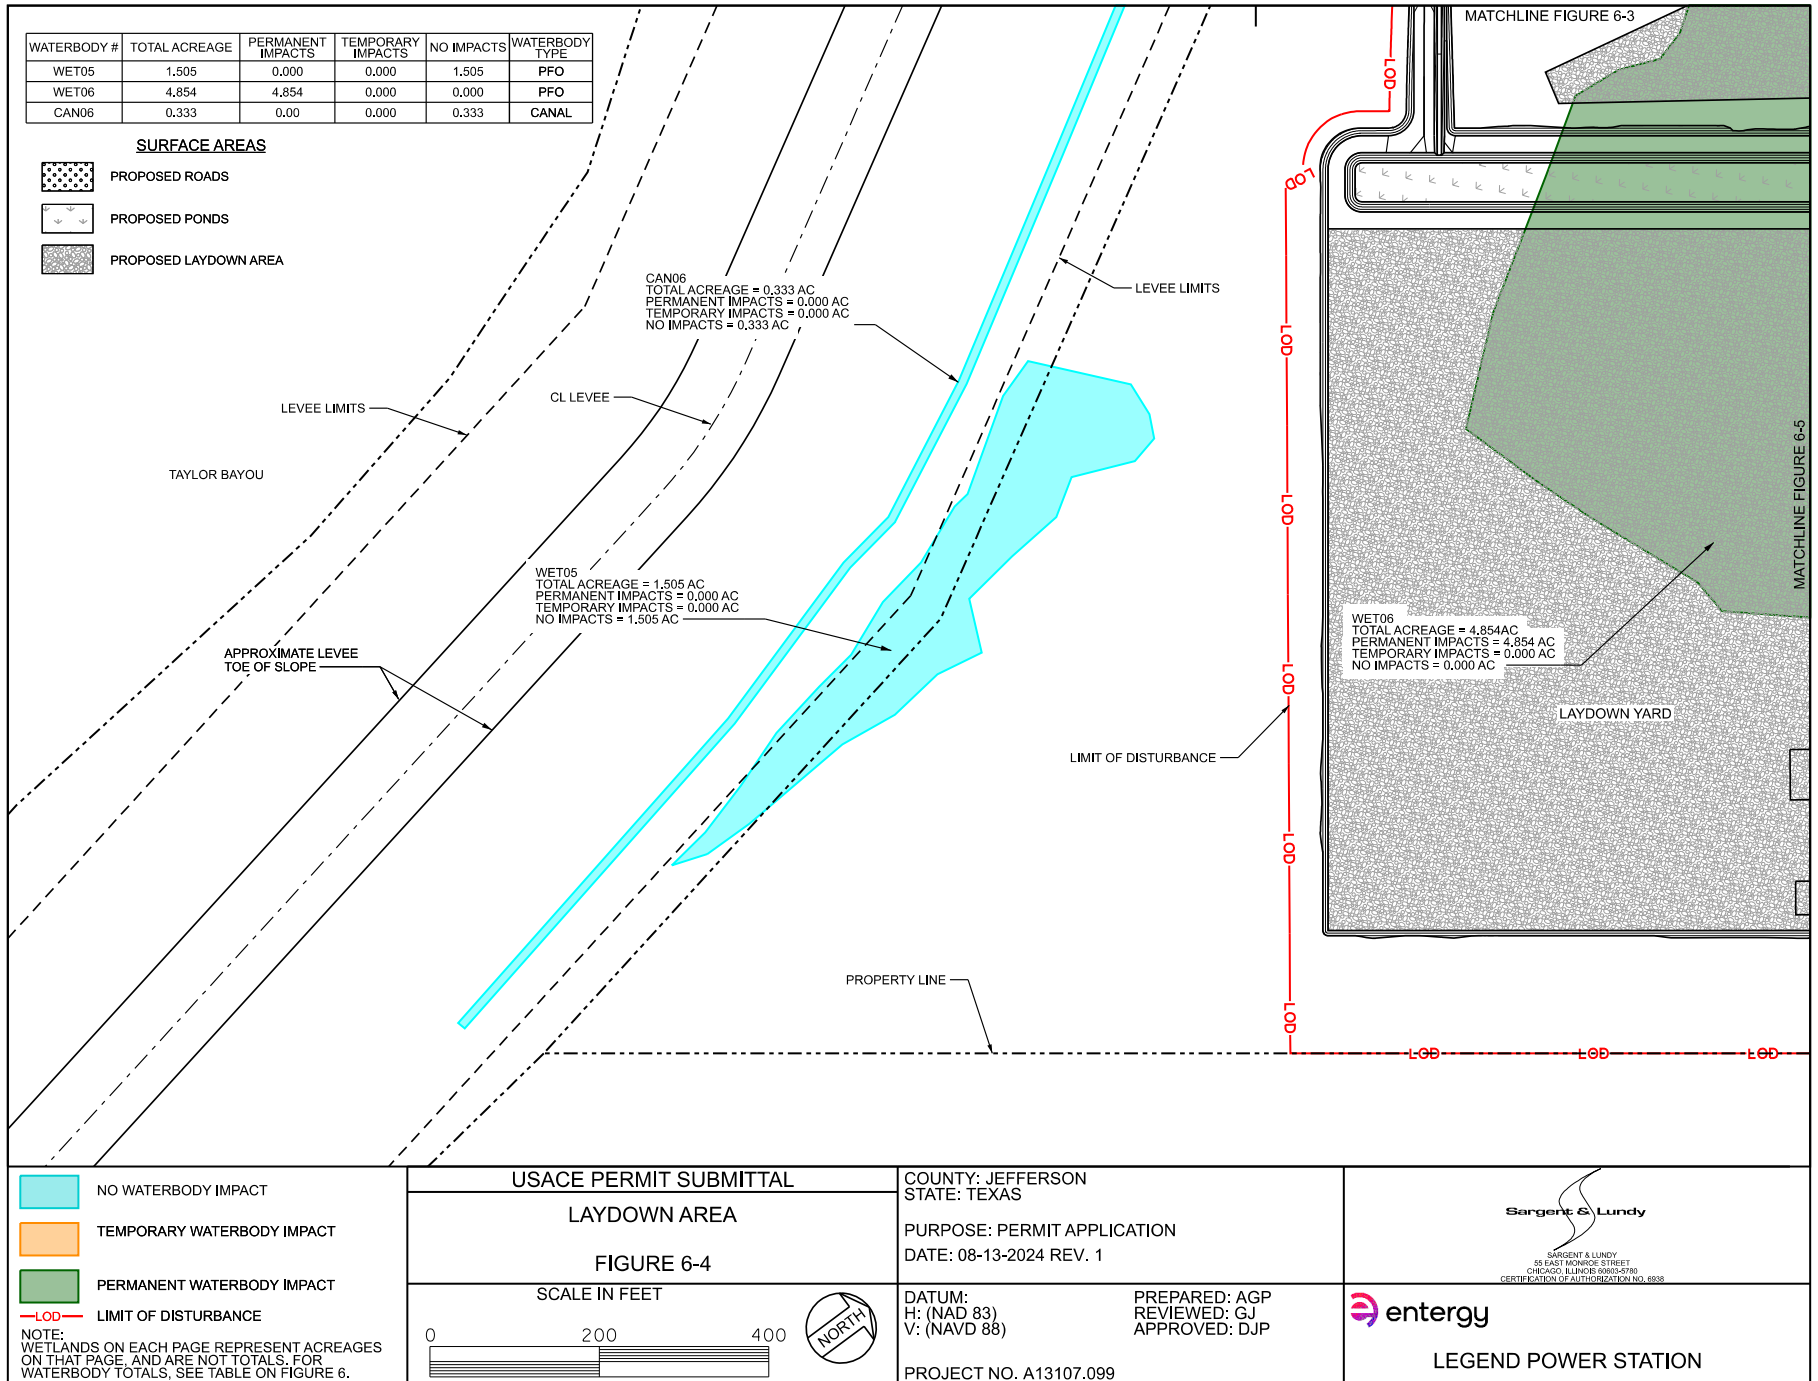 MATCHLINE FIGURE 6-3
WATERBODY # TOTAL ACREAGE PERMANENT IMPACTS TEMPORARY IMPACTS NO IMPACTS WATERBODY TYPE
WET05 1.505 0.000 0.000 1.505 PFO
WET06 4.854 4.854 0.000 0.000 PFO
CAN06 0.333 0.00 0.000 0.333 CANAL
SURFACE AREAS
PROPOSED ROADS
PROPOSED PONDS
PROPOSED LAYDOWN AREA
LOD
LOD
CAN06
TOTAL ACREAGE = 0.333 AC
PERMANENT IMPACTS = 0.000 AC
TEMPORARY IMPACTS = 0.000 AC
NO IMPACTS = 0.333 AC
LEVEE LIMITS
LOD
LEVEE LIMITS
CL LEVEE
TAYLOR BAYOU
LOD
MATCHLINE FIGURE 6-5
WET05
TOTAL ACREAGE = 1.505 AC
PERMANENT IMPACTS = 0.000 AC
TEMPORARY IMPACTS = 0.000 AC
NO IMPACTS = 1.505 AC
WET06
TOTAL ACREAGE = 4.854AC
PERMANENT IMPACTS = 4.854 AC
TEMPORARY IMPACTS = 0.000 AC
NO IMPACTS = 0.000 AC
APPROXIMATE LEVEE
TOE OF SLOPE
LOD
LAYDOWN YARD
LIMIT OF DISTURBANCE
LOD
PROPERTY LINE
LOD
LOD LOD LOD
NO WATERBODY IMPACT
TEMPORARY WATERBODY IMPACT
PERMANENT WATERBODY IMPACT
LOD LIMIT OF DISTURBANCE
NOTE:
WETLANDS ON EACH PAGE REPRESENT ACREAGES
ON THAT PAGE, AND ARE NOT TOTALS. FOR
WATERBODY TOTALS, SEE TABLE ON FIGURE 6.
USACE PERMIT SUBMITTAL
LAYDOWN AREA
FIGURE 6-4
SCALE IN FEET
0 200 400
NORTH
COUNTY: JEFFERSON
STATE: TEXAS
PURPOSE: PERMIT APPLICATION
DATE: 08-13-2024 REV. 1
DATUM:
H: (NAD 83)
V: (NAVD 88)
PREPARED: AGP
REVIEWED: GJ
APPROVED: DJP
PROJECT NO. A13107.099
Sargent & Lundy
SARGENT & LUNDY
55 EAST MONROE STREET
CHICAGO, ILLINOIS 60603-5780
CERTIFICATION OF AUTHORIZATION NO. 6938
entergy
LEGEND POWER STATION